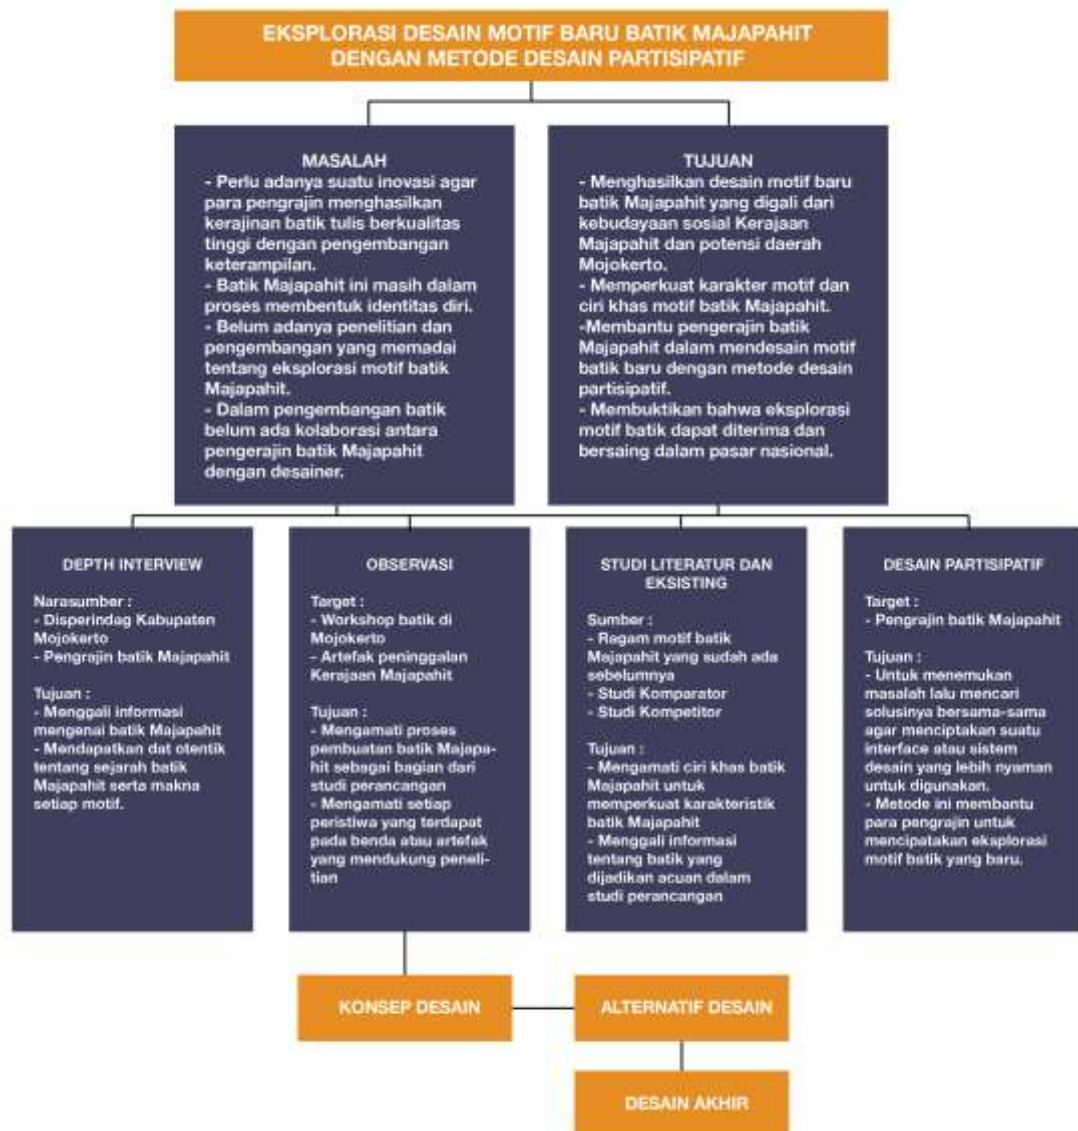 EKSPLORASI DESAIN MOTIF BARU BATIK MAJAPAHIT
DENGAN METODE DESAIN PARTISIPATIF
MASALAH
- Perlu adanya suatu inovasi agar
para pengrajin menghasilkan
kerajinan batik tulis berkualitas
tinggi dengan pengembangan
keterampilan.
- Batik Majapahit ini masih dalam
proses membentuk identitas diri.
- Belum adanya penelitian dan
pengembangan yang memadai
tentang eksplorasi motif batik
Majapahit.
- Dalam pengembangan batik
belum ada kolaborasi antara
pengerajin batik Majapahit
dengan desainer.
TUJUAN
- Menghasilkan desain motif baru
batik Majapahit yang digali dari
kebudayaan sosial Kerajaan
Majapahit dan potensi daerah
Mojokerto.
- Memperkuat karakter motif dan
ciri khas motif batik Majapahit.
-Membantu pengerajin batik
Majapahit dalam mendesain motif
batik baru dengan metode desain
partisipatif.
- Membuktikan bahwa eksplorasi
motif batik dapat diterima dan
bersaing dalam pasar nasional.
DEPTH INTERVIEW
Narasumber :
- Disperindag Kabupaten
Mojokerto
- Pengrajin batik Majapahit
Tujuan :
- Menggali informasi
mengenai batik Majapahit
- Mendapatkan dat otentik
tentang sejarah batik
Majapahit serta makna
setiap motif.
OBSERVASI
Target :
- Workshop batik di
Mojokerto
- Artefak peninggalan
Kerajaan Majapahit
Tujuan :
- Mengamati proses
pembuatan batik Majapa-
hit sebagai bagian dari
studi perancangan
- Mengamati setiap
peristiwa yang terdapat
pada benda atau artefak
yang mendukung peneli-
tian
STUDI LITERATUR DAN
EKSISTING
Sumber :
- Ragam motif batik
Majapahit yang sudah ada
sebelumnya
- Studi Komparator
- Studi Kompetitor
Tujuan :
- Mengamati ciri khas batik
Majapahit untuk
memperkuat karakteristik
batik Majapahit
- Menggali informasi
tentang batik yang
dijadikan acuan dalam
studi perancangan
DESAIN PARTISIPATIF
Target :
- Pengrajin batik Majapahit
Tujuan :
- Untuk menemukan
masalah lalu mencari
solusinya bersama-sama
agar menciptakan suatu
interface atau sistem
desain yang lebih nyaman
untuk digunakan.
- Metode ini membantu
para pengrajin untuk
mencipatakan eksplorasi
motif batik yang baru.
KONSEP DESAIN
ALTERNATIF DESAIN
DESAIN AKHIR